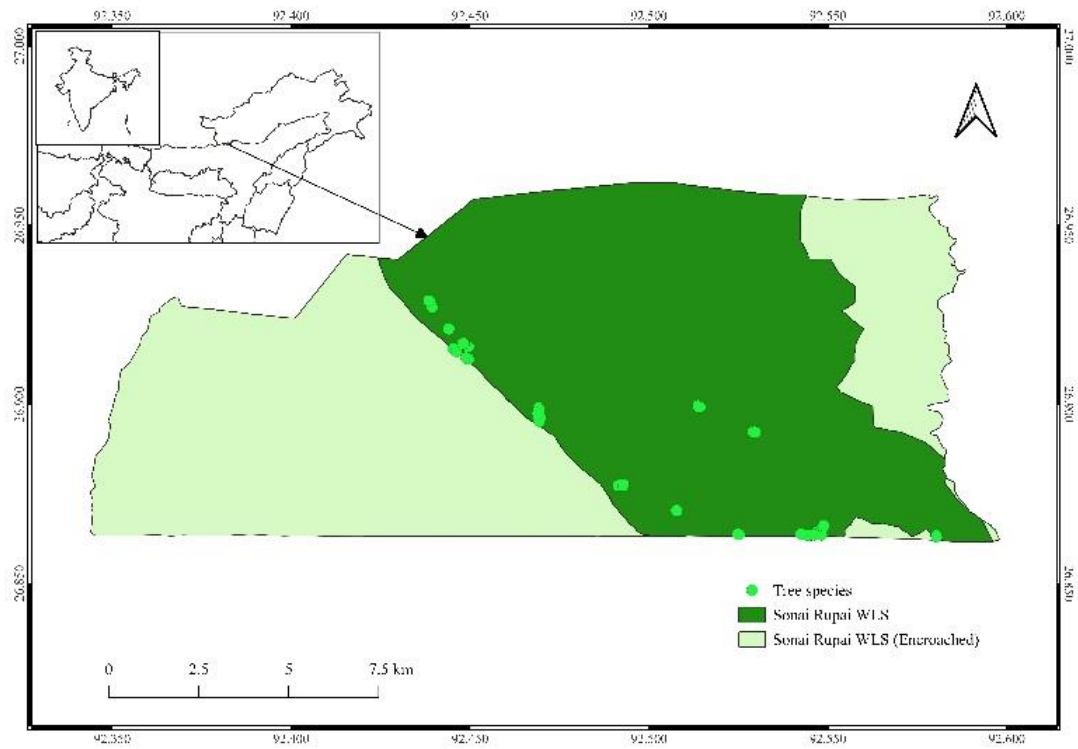 92.350 92.400 92.450 92.500 92.550 92.600
27.000 27.000
26.950 26.950
26.900 26.900
26.850 26.850
Tree species
Sonai Rupai WLS
Sonai Rupai WLS (Encroached)
0 2.5 5 7.5 km
92.350 92.400 92.450 92.500 92.550 92.600